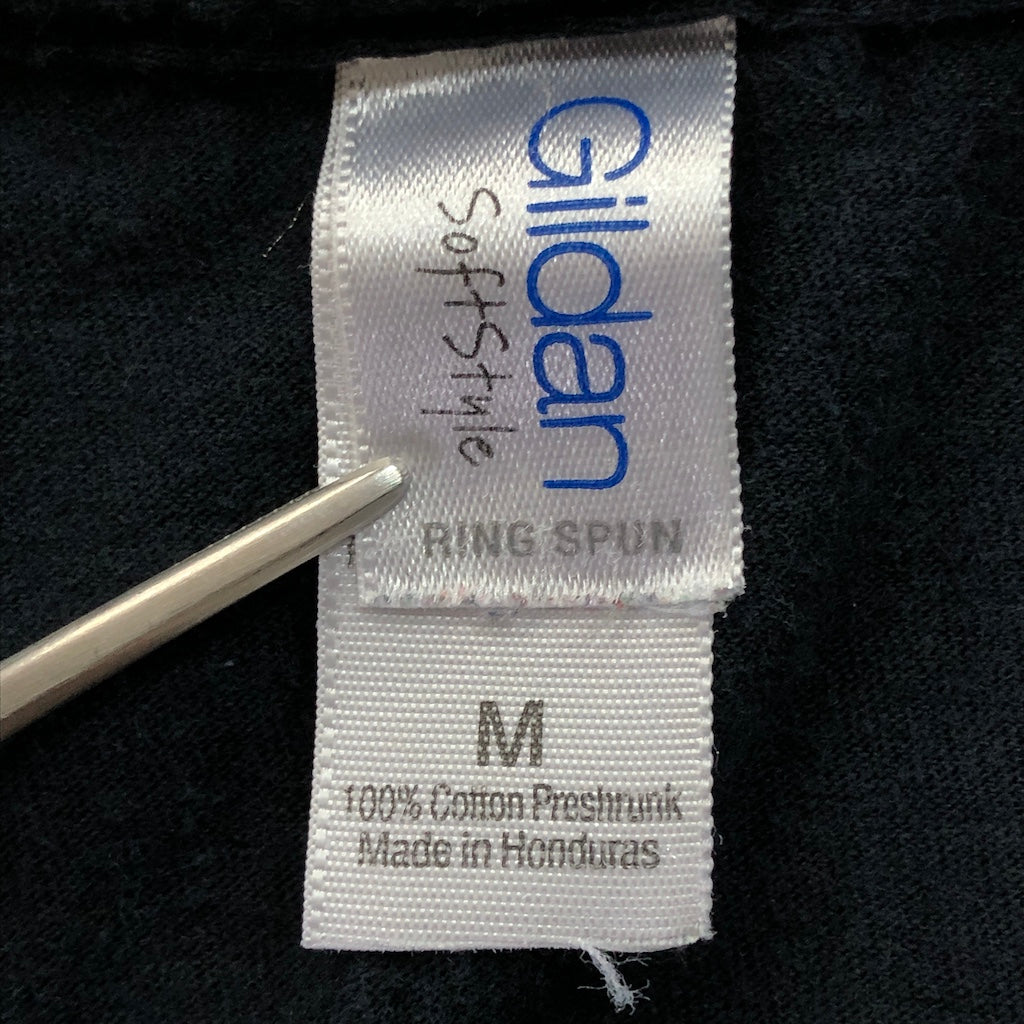 Gildan
SoftStyle
RING SPUN
M
100% Cotton Preshrunk
Made in Honduras